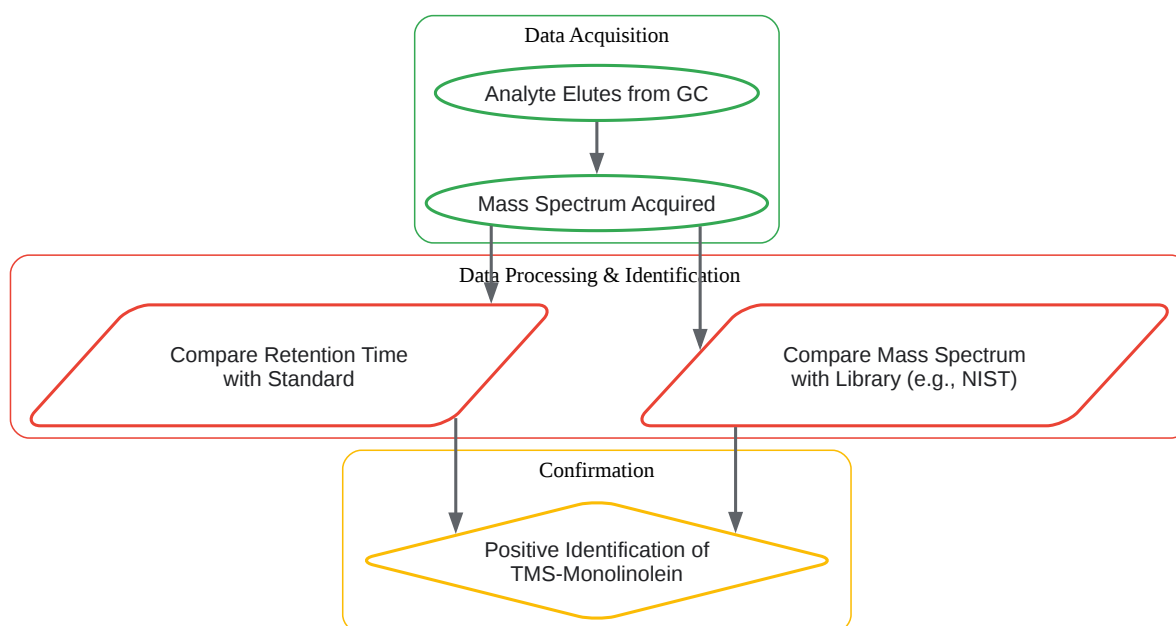 Data Acquisition
Analyte Elutes from GC
Mass Spectrum Acquired
Data Processing & Identification
Compare Retention Time
with Standard
Compare Mass Spectrum
with Library (e.g., NIST)
Confirmation
Positive Identification of
TMS-Monolinolein